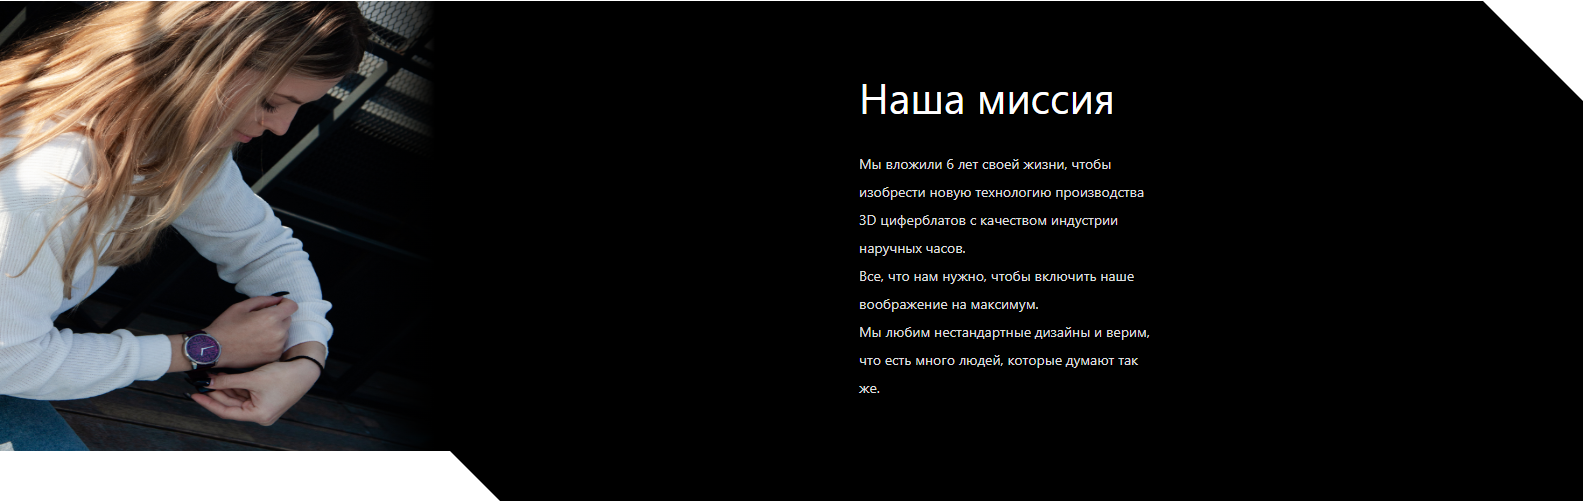 Наша миссия
Мы вложили 6 лет своей жизни, чтобы
изобрести новую технологию производства
3D циферблатов с качеством индустрии
наручных часов.
Все, что нам нужно, чтобы включить наше
воображение на максимум.
Мы любим нестандартные дизайны и верим,
что есть много людей, которые думают так
же.